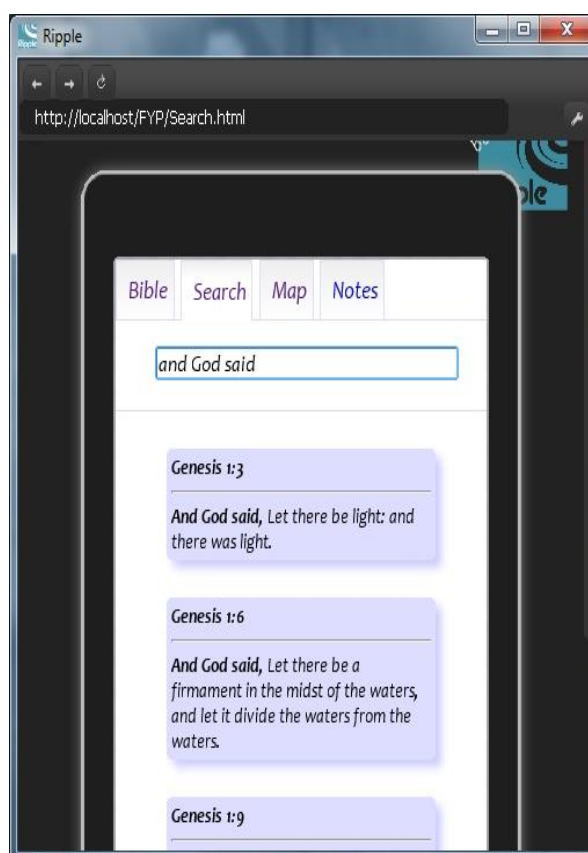 Ripple
Ripple
http://localhost/FYP/Search.html
ple
Bible Search Map Notes
and God said
Genesis 1:3
And God said, Let there be light: and
there was light.
Genesis 1:6
And God said, Let there be a
firmament in the midst of the waters,
and let it divide the waters from the
waters.
Genesis 1:9